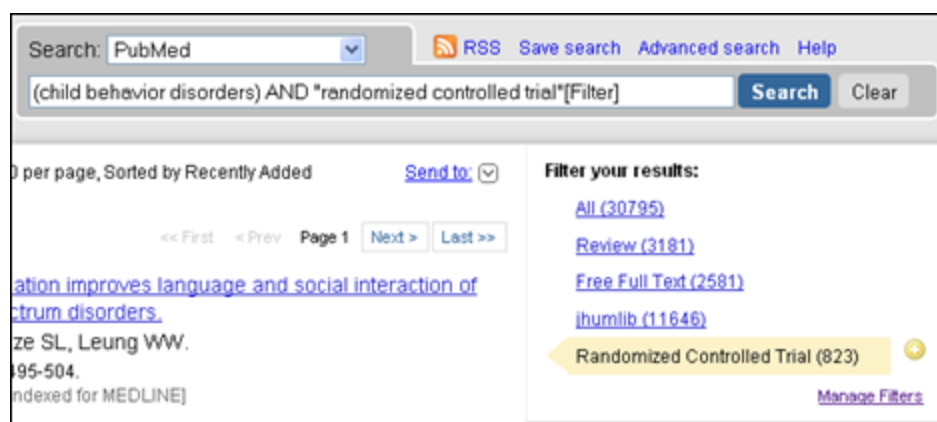 Search: PubMed
RSS Save search Advanced search Help
(child behavior disorders) AND "randomized controlled trial"[Filter]
Search Clear
per page, Sorted by Recently Added
Send to:
Filter your results:
All (30795)
Review (3181)
Free Full Text (2581)
jhumlib (11646)
Randomized Controlled Trial (823)
Manage Filters
<< First < Prev Page 1 Next > Last >>
ation improves language and social interaction of
ctrum disorders.
ze SL, Leung WW.
495-504.
ndexed for MEDLINE]